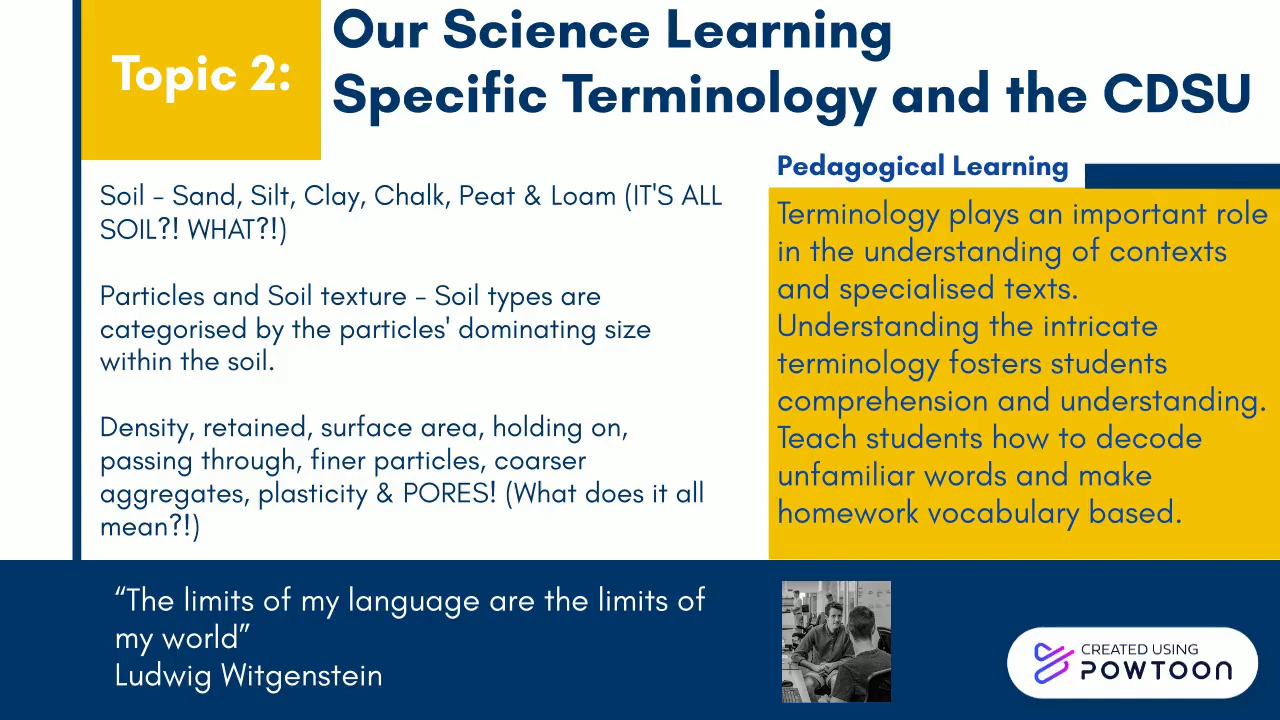 Topic 2:
Our Science Learning
Specific Terminology and the CDSU
Soil - Sand, Silt, Clay, Chalk, Peat & Loam (IT'S ALL
SOIL?! WHAT?!)
Particles and Soil texture - Soil types are
categorised by the particles' dominating size
within the soil.
Density, retained, surface area, holding on,
passing through, finer particles, coarser
aggregates, plasticity & PORES! (What does it all
mean?!)
Pedagogical Learning
Terminology plays an important role
in the understanding of contexts
and specialised texts.
Understanding the intricate
terminology fosters students
comprehension and understanding.
Teach students how to decode
unfamiliar words and make
homework vocabulary based.
“The limits of my language are the limits of
my world”
Ludwig Witgenstein
CREATED USING
POWTOON